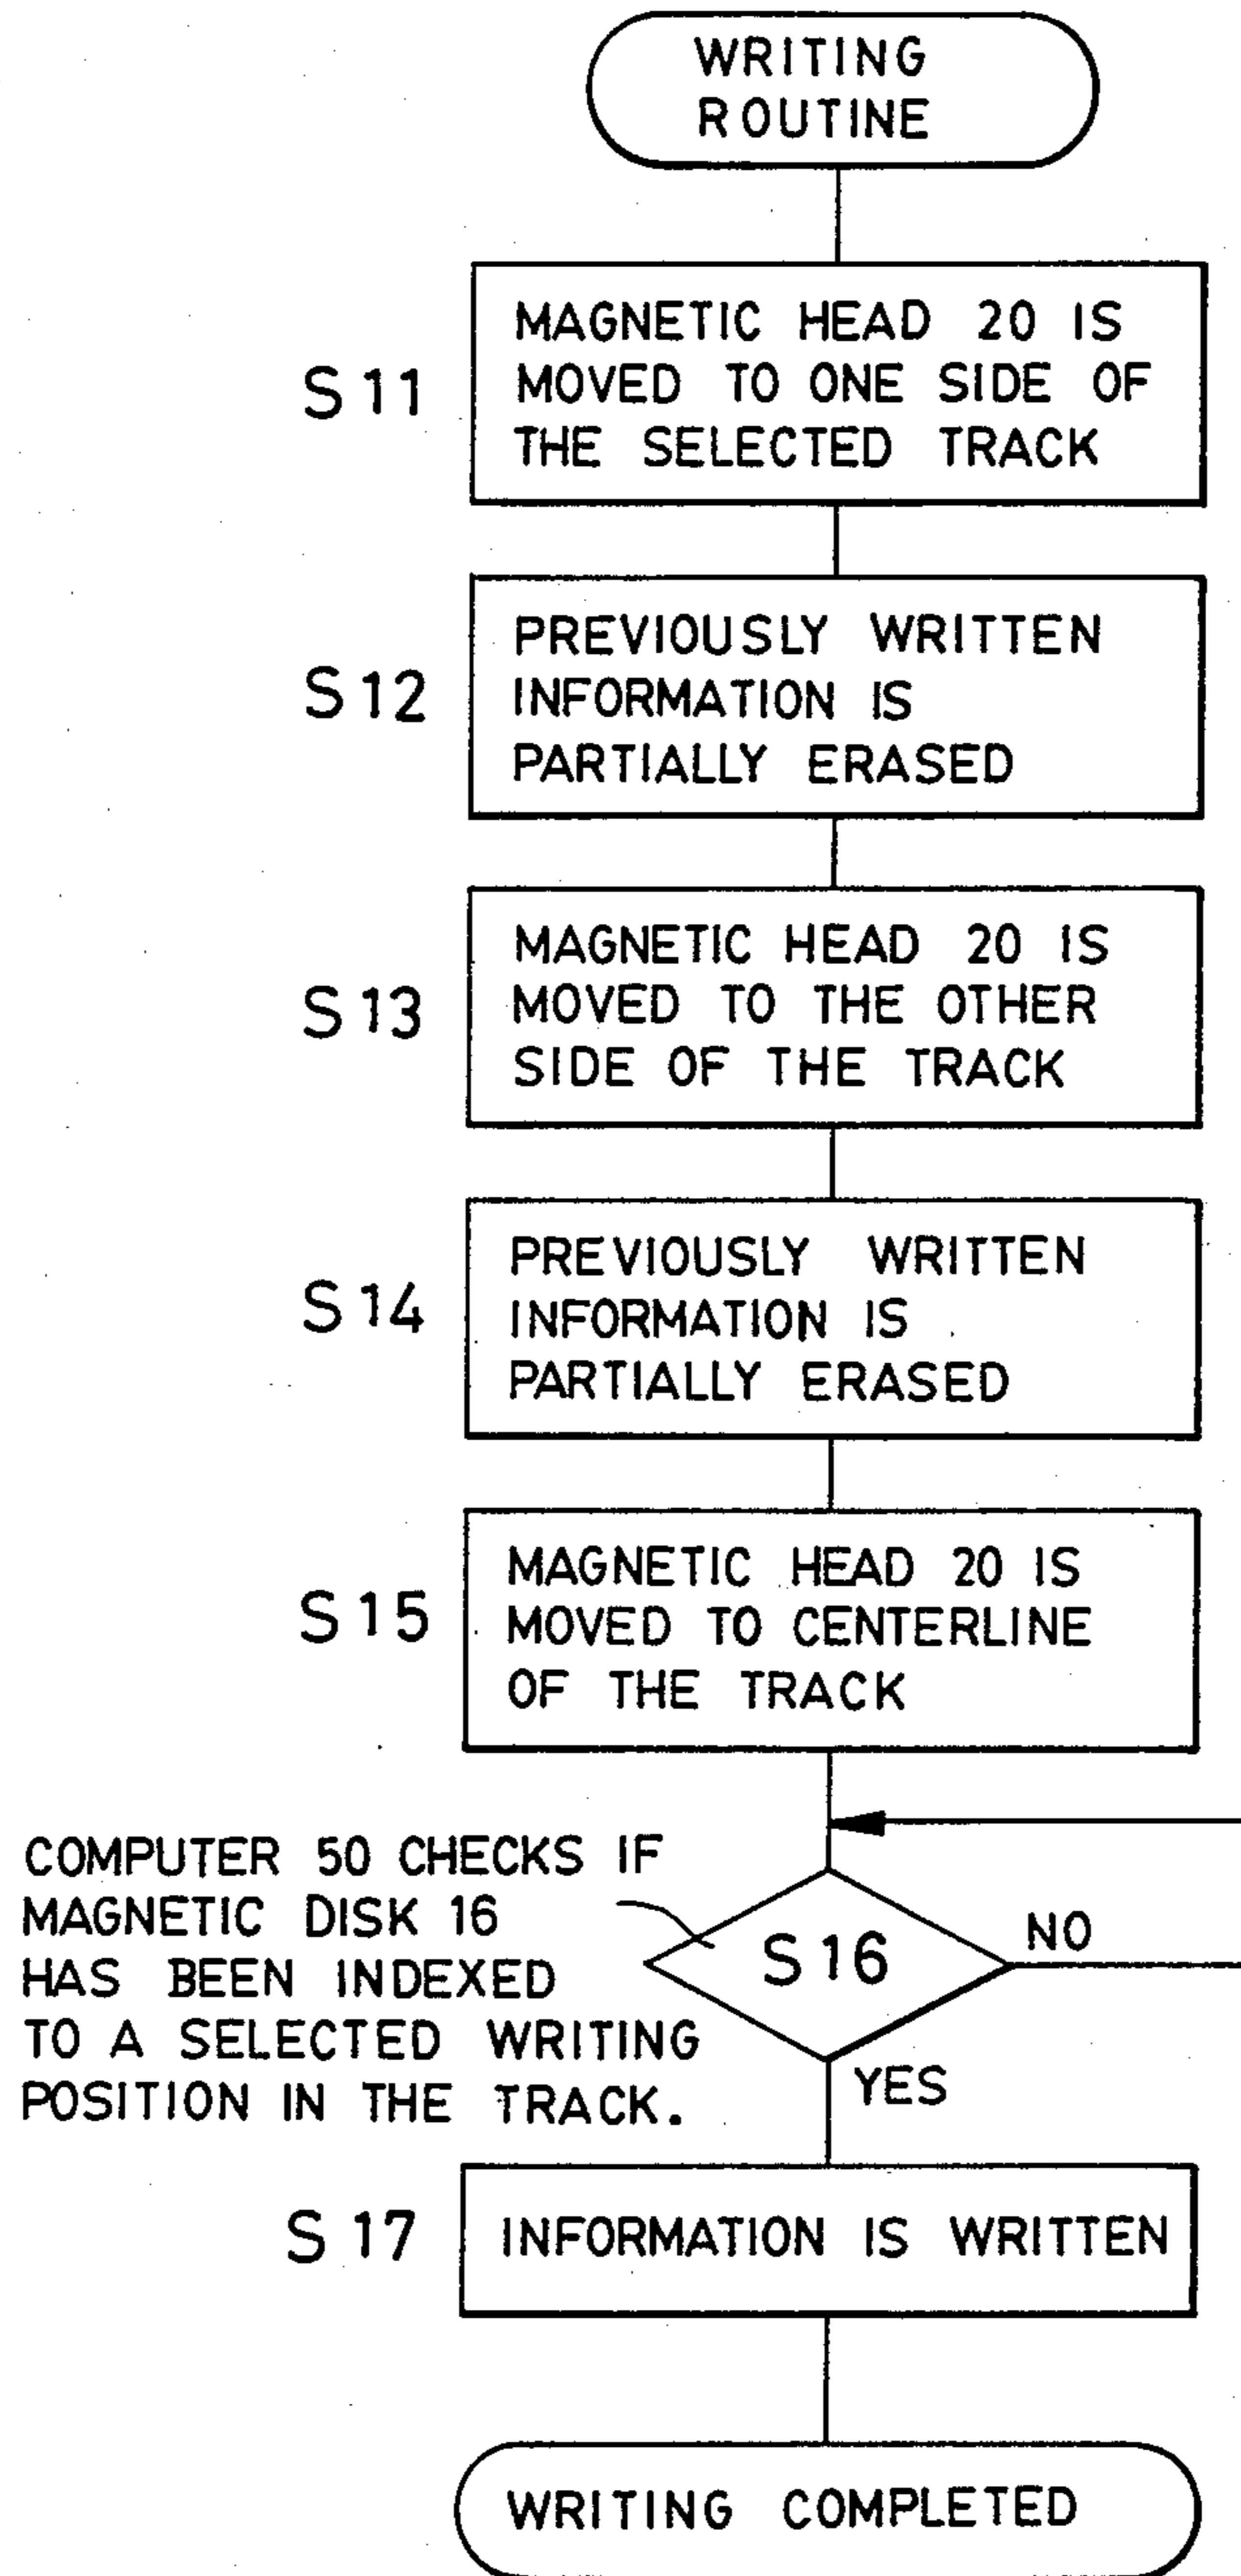 WRITING
ROUTINE
S11
MAGNETIC HEAD 20 IS
MOVED TO ONE SIDE OF
THE SELECTED TRACK
S12
PREVIOUSLY WRITTEN
INFORMATION IS
PARTIALLY ERASED
S13
MAGNETIC HEAD 20 IS
MOVED TO THE OTHER
SIDE OF THE TRACK
S14
PREVIOUSLY WRITTEN
INFORMATION IS
PARTIALLY ERASED
S15
MAGNETIC HEAD 20 IS
MOVED TO CENTERLINE
OF THE TRACK
COMPUTER 50 CHECKS IF
MAGNETIC DISK 16
HAS BEEN INDEXED
TO A SELECTED WRITING
POSITION IN THE TRACK.
S16
NO
YES
S17
INFORMATION IS WRITTEN
WRITING COMPLETED